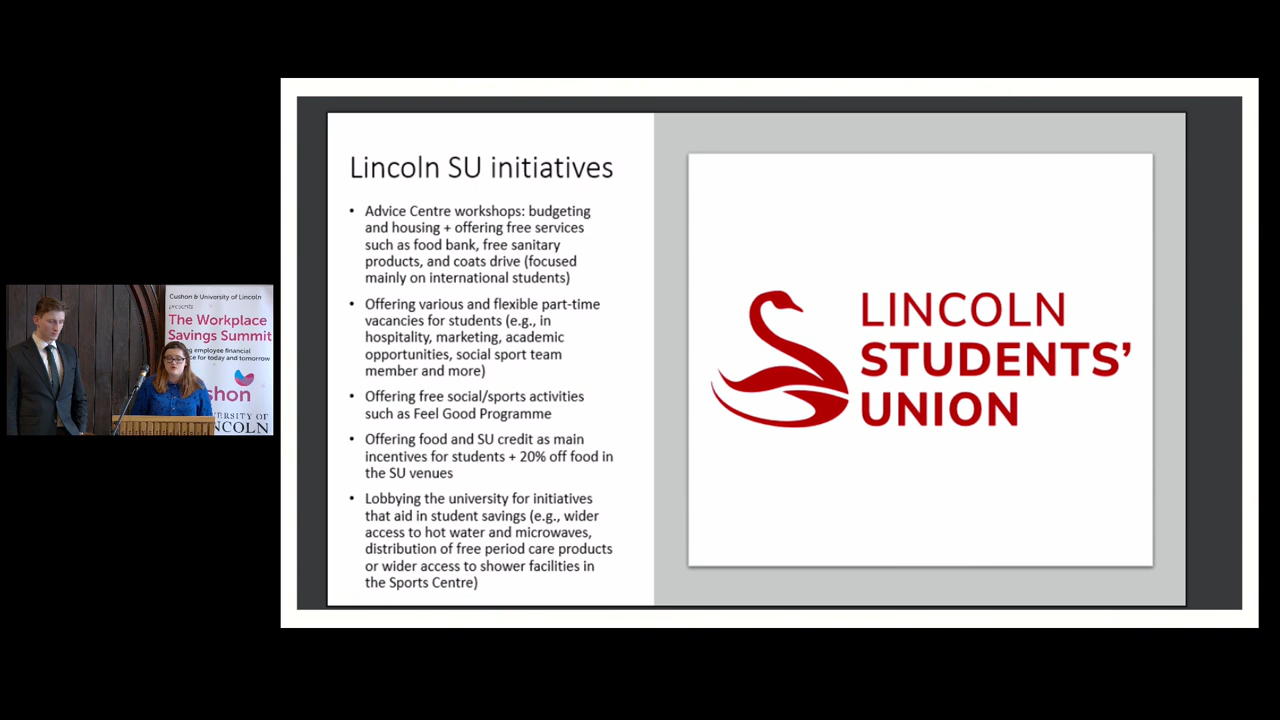 Cushon & University of Lincoln
presents
The Workplace
Savings Summit
employee financial
for today and tomorrow
shon
UNIVERSITY OF
LINCOLN
Lincoln SU initiatives
• Advice Centre workshops: budgeting
and housing + offering free services
such as food bank, free sanitary
products, and coats drive (focused
mainly on international students)
• Offering various and flexible part-time
vacancies for students (e.g., in
hospitality, marketing, academic
opportunities, social sport team
member and more)
• Offering free social/sports activities
such as Feel Good Programme
• Offering food and SU credit as main
incentives for students + 20% off food in
the SU venues
• Lobbying the university for initiatives
that aid in student savings (e.g., wider
access to hot water and microwaves,
distribution of free period care products
or wider access to shower facilities in
the Sports Centre)
LINCOLN
STUDENTS’
UNION